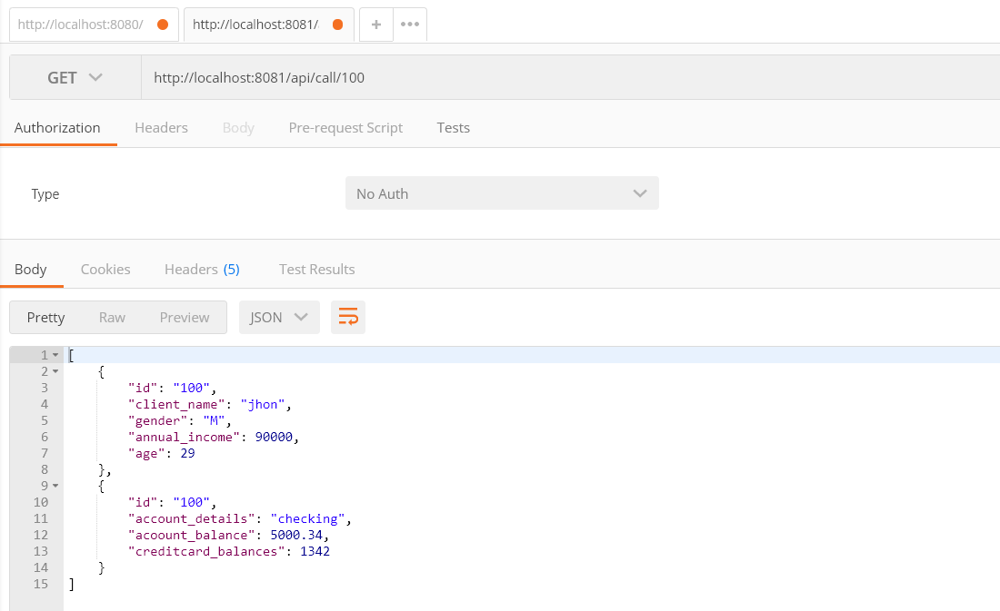 http://localhost:8080/ http://localhost:8081/ + •••
GET http://localhost:8081/api/call/100
Authorization Headers Body Pre-request Script Tests
Type No Auth
Body Cookies Headers (5) Test Results
Pretty Raw Preview JSON
1 [
2 {
3 "id": "100",
4 "client_name": "jhon",
5 "gender": "M",
6 "annual_income": 90000,
7 "age": 29
8 },
9 {
10 "id": "100",
11 "account_details": "checking",
12 "acoount_balance": 5000.34,
13 "creditcard_balances": 1342
14 }
15 ]